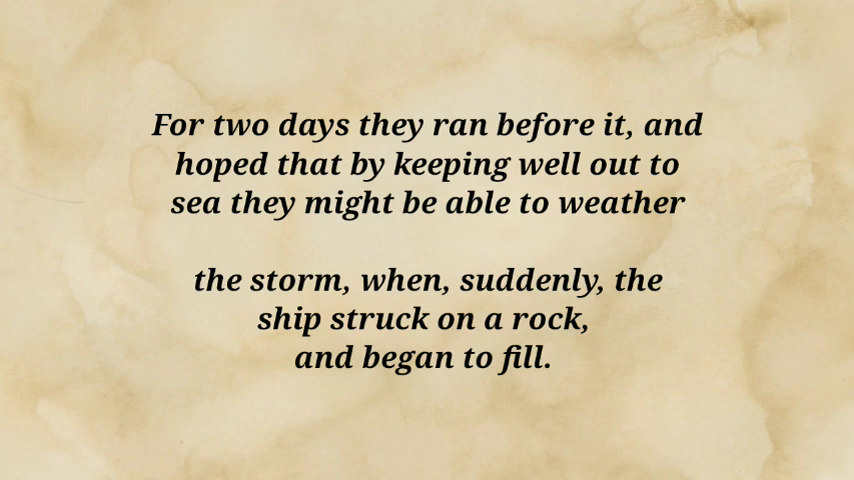 For two days they ran before it, and
hoped that by keeping well out to
sea they might be able to weather
the storm, when, suddenly, the
ship struck on a rock,
and began to fill.